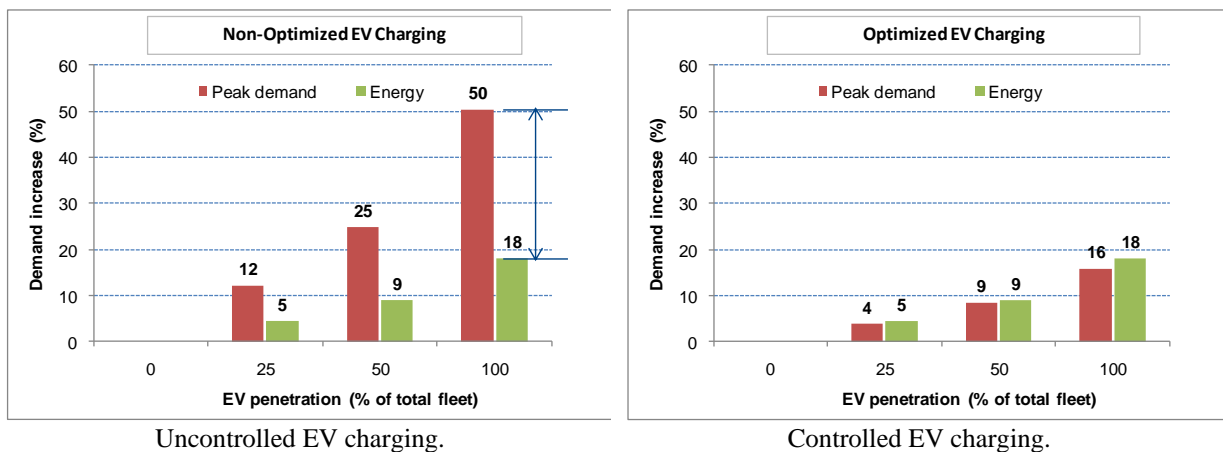 Non-Optimized EV Charging
Demand increase (%)
60
50
40
30
20
10
0
Peak demand
Energy
12
5
25
9
50
18
0
25
50
100
EV penetration (% of total fleet)
Uncontrolled EV charging.
Optimized EV Charging
Demand increase (%)
60
50
40
30
20
10
0
Peak demand
Energy
4
5
9
9
16
18
0
25
50
100
EV penetration (% of total fleet)
Controlled EV charging.